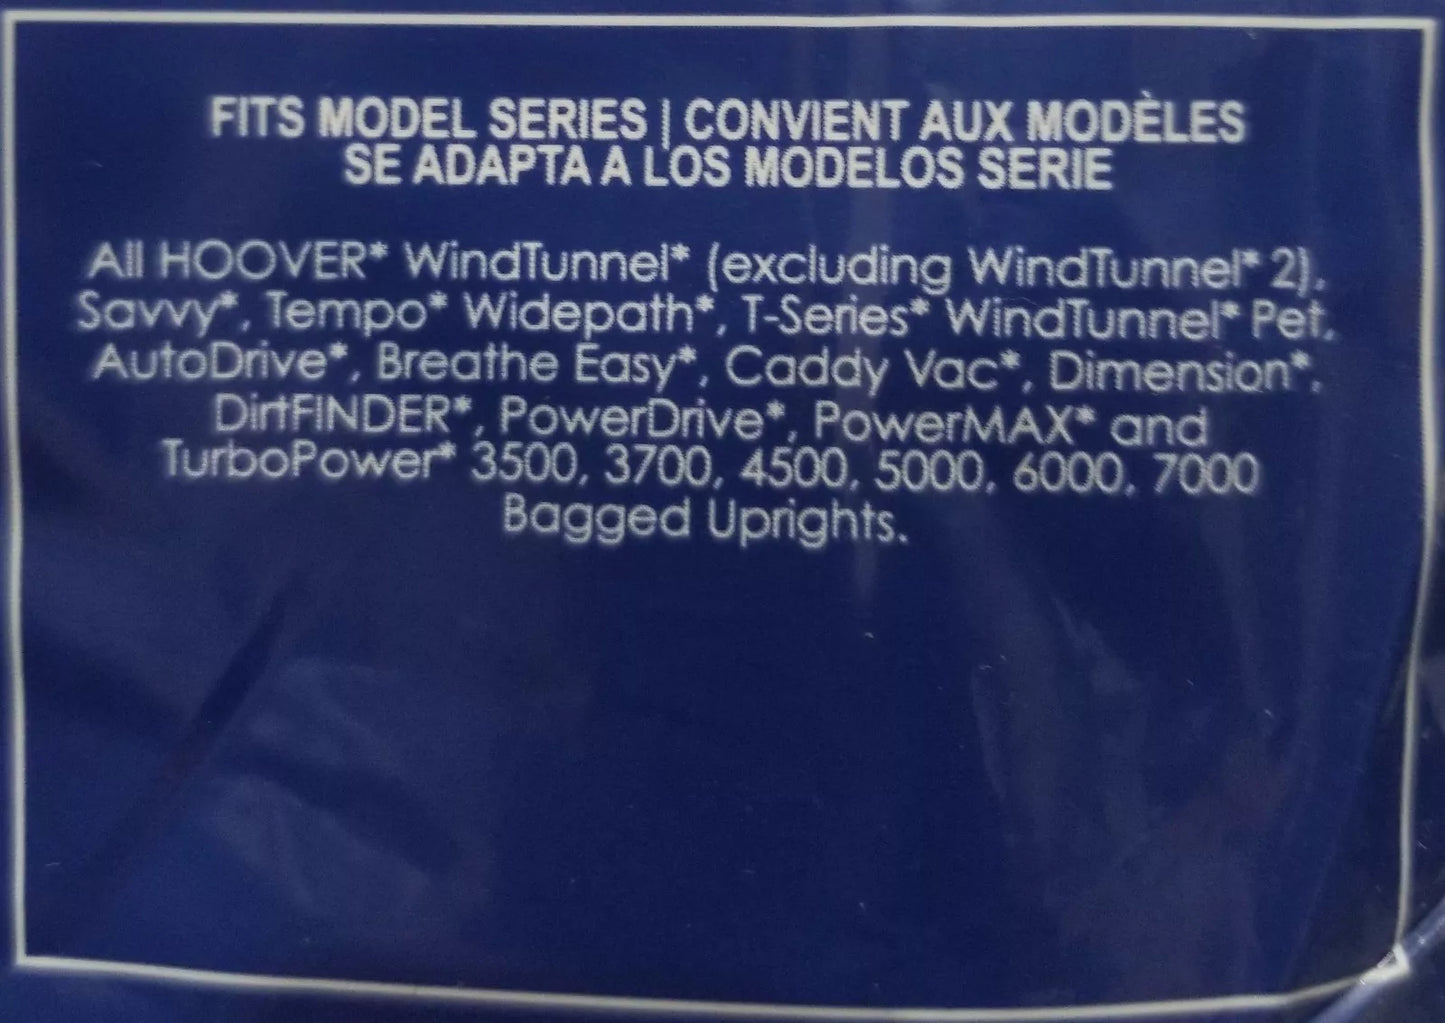 FITS MODEL SERIES | CONVIENT AUX MODÈLES
SE ADAPTA A LOS MODELOS SERIE
All HOOVER* WindTunnel* (excluding WindTunnel* 2),
Savvy*, Tempo* Widepath*, T-Series* WindTunnel* Pet,
AutoDrive*, Breathe Easy*, Caddy Vac*, Dimension*,
DirtFINDER*, PowerDrive*, PowerMAX* and
TurboPower* 3500, 3700, 4500, 5000, 6000, 7000
Bagged Uprights.